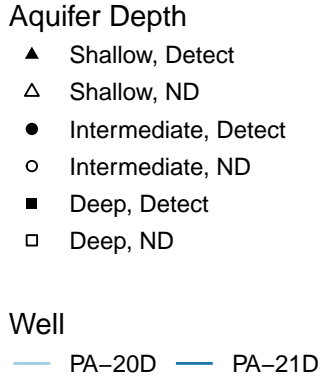 Aquifer Depth
Shallow, Detect
Shallow, ND
Intermediate, Detect
Intermediate, ND
Deep, Detect
Deep, ND
Well
PA−20D PA−21D